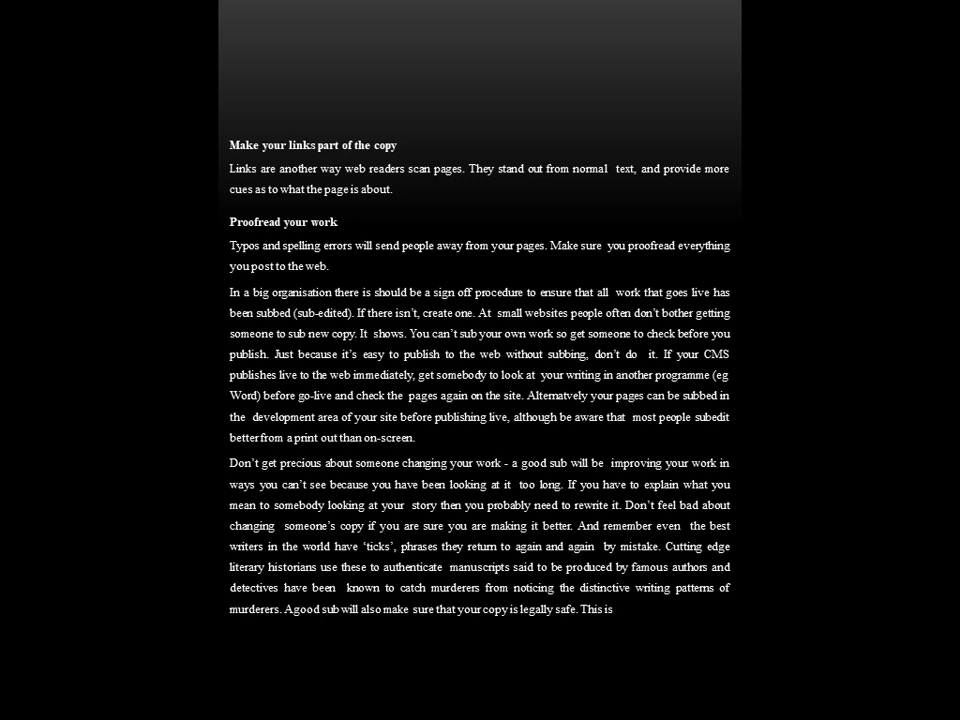 Make your links part of the copy
Links are another way web readers scan pages. They stand out from normal text, and provide more
cues as to what the page is about.
Proofread your work
Typos and spelling errors will send people away from your pages. Make sure you proofread everything
you post to the web.
In a big organisation there is should be a sign off procedure to ensure that all work that goes live has
been subbed (sub-edited). If there isn’t, create one. At small websites people often don’t bother getting
someone to sub new copy. It shows. You can’t sub your own work so get someone to check before you
publish. Just because it’s easy to publish to the web without subbing, don’t do it. If your CMS
publishes live to the web immediately, get somebody to look at your writing in another programme (eg
Word) before go-live and check the pages again on the site. Alternatvely your pages can be subbed in
the development area of your site before publishing live, although be aware that most people subedit
better from a print out than on-screen.
Don’t get precious about someone changing your work - a good sub will be improving your work in
ways you can’t see because you have been looking at it too long. If you have to explain what you
mean to somebody looking at your story then you probably need to rewrite it. Don’t feel bad about
changing someone’s copy if you are sure you are making it better. And remember even the best
writers in the world have ‘ticks’, phrases they return to again and again by mistake. Cutting edge
literary historians use these to authenticate manuscripts said to be produced by famous authors and
detectives have been known to catch murderers from noticing the distinctive writing patterns of
murderers. A good sub will also make sure that your copy is legally safe. This is